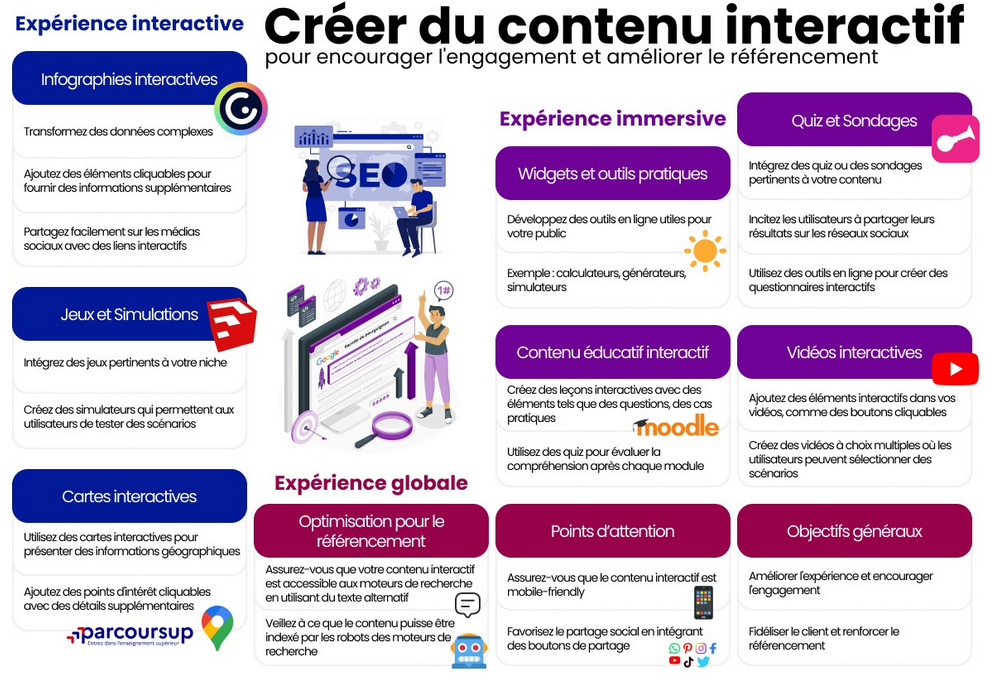 Créer du contenu interactif
pour encourager l'engagement et améliorer le référencement
Expérience interactive
Infographies interactives
Transformez des données complexes
Ajoutez des éléments cliquables pour
fournir des informations supplémentaires
Partagez facilement sur les médias
sociaux avec des liens interactifs
Jeux et Simulations
Intégrez des jeux pertinents à votre niche
Créez des simulateurs qui permettent aux
utilisateurs de tester des scénarios
Cartes interactives
Utilisez des cartes interactives pour
présenter des informations géographiques
Ajoutez des points d'intérêt cliquables
avec des détails supplémentaires
parcoursup
Entrez dans l'enseignement supérieur
SEO
1#
Google
Expérience immersive
Widgets et outils pratiques
Développez des outils en ligne utiles pour
votre public
Exemple : calculateurs, générateurs,
simulateurs
Contenu éducatif interactif
Créez des leçons interactives avec des
éléments tels que des questions, des cas
pratiques
moodle
Utilisez des quiz pour évaluer la
compréhension après chaque module
Quiz et Sondages
Intégrez des quiz ou des sondages
pertinents à votre contenu
Incitez les utilisateurs à partager leurs
résultats sur les réseaux sociaux
Utilisez des outils en ligne pour créer des
questionnaires interactifs
Vidéos interactives
Ajoutez des éléments interactifs dans vos
vidéos, comme des boutons cliquables
Créez des vidéos à choix multiples où les
utilisateurs peuvent sélectionner des
scénarios
Expérience globale
Optimisation pour le
référencement
Assurez-vous que votre contenu interactif
est accessible aux moteurs de recherche
en utilisant du texte alternatif
Veillez à ce que le contenu puisse être
indexé par les robots des moteurs de
recherche
Points d'attention
Assurez-vous que le contenu interactif est
mobile-friendly
Favorisez le partage social en intégrant
des boutons de partage
Objectifs généraux
Améliorer l'expérience et encourager
l'engagement
Fidéliser le client et renforcer le
référencement